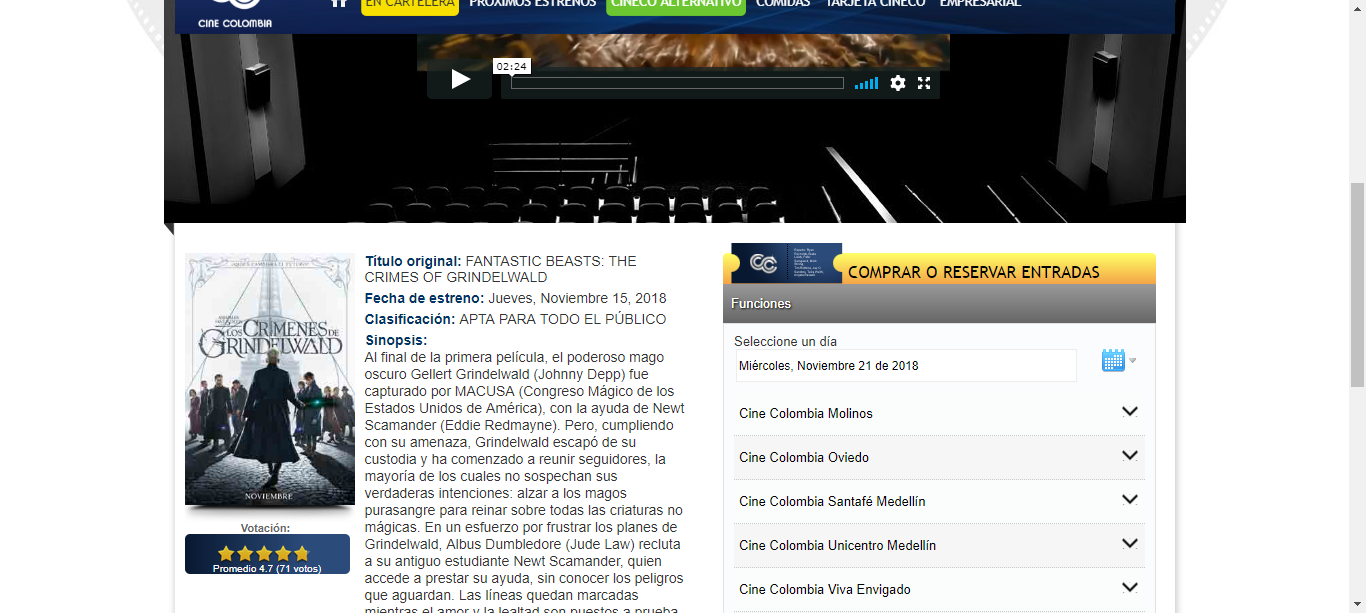 CINE COLOMBIA
EN CARTELERA
PRÓXIMOS ESTRENOS
CINECO ALTERNATIVO
COMIDAS
TARJETA CINECO
EMPRESARIAL
02:24
LOS CRÍMENES DE
GRINDELWALD
NOVIEMBRE
Votación:
Promedio 4.7 (71 votos)
Título original: FANTASTIC BEASTS: THE
CRIMES OF GRINDELWALD
Fecha de estreno: Jueves, Noviembre 15, 2018
Clasificación: APTA PARA TODO EL PÚBLICO
Sinopsis:
Al final de la primera película, el poderoso mago
oscuro Gellert Grindelwald (Johnny Depp) fue
capturado por MACUSA (Congreso Mágico de los
Estados Unidos de América), con la ayuda de Newt
Scamander (Eddie Redmayne). Pero, cumpliendo
con su amenaza, Grindelwald escapó de su
custodia y ha comenzado a reunir seguidores, la
mayoría de los cuales no sospechan sus
verdaderas intenciones: alzar a los magos
purasangre para reinar sobre todas las criaturas no
mágicas. En un esfuerzo por frustrar los planes de
Grindelwald, Albus Dumbledore (Jude Law) recluta
a su antiguo estudiante Newt Scamander, quien
accede a prestar su ayuda, sin conocer los peligros
que aguardan. Las líneas quedan marcadas
mientras el amor y la lealtad son puestos a prueba,
COMPRAR O RESERVAR ENTRADAS
Funciones
Seleccione un día
Miércoles, Noviembre 21 de 2018
Cine Colombia Molinos
Cine Colombia Oviedo
Cine Colombia Santafé Medellín
Cine Colombia Unicentro Medellín
Cine Colombia Viva Envigado